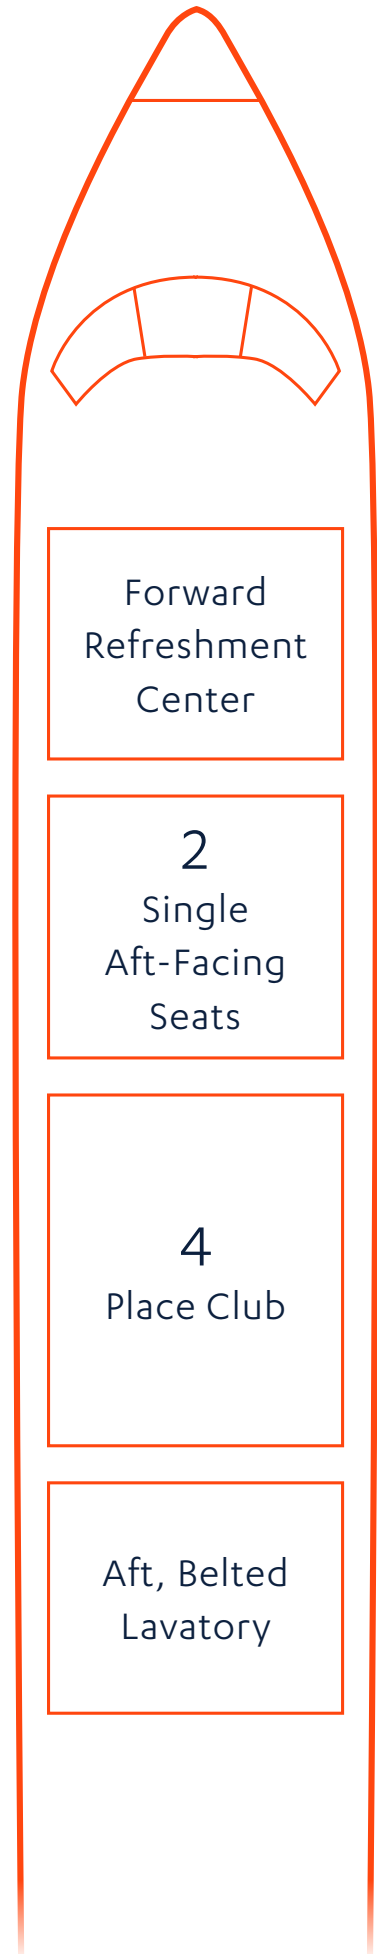 Forward
Refreshment
Center
2
Single
Aft-Facing
Seats
4
Place Club
Aft, Belted
Lavatory